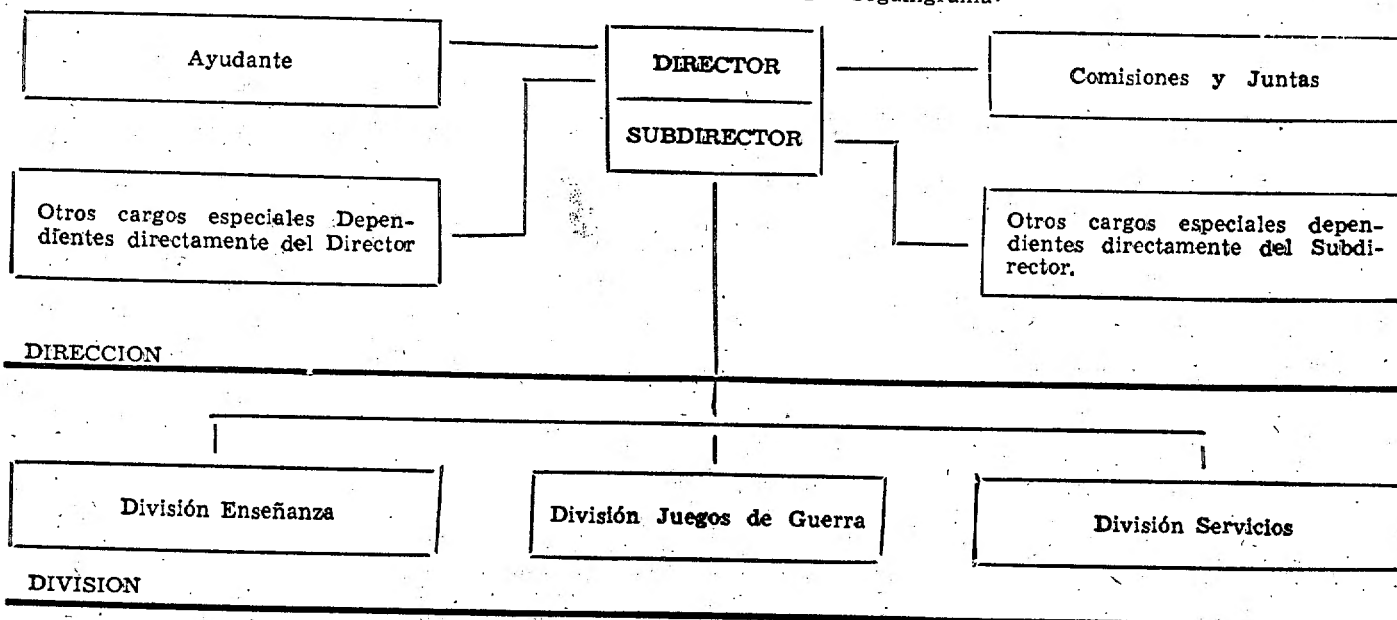 Ayudante
DIRECTOR
SUBDIRECTOR
Comisiones y Juntas
Otros cargos especiales Depen-
dientes directamente del Director
Otros cargos especiales depen-
dientes directamente del Subdi-
rector.
DIRECCION
División Enseñanza
División Juegos de Guerra
División Servicios
DIVISION